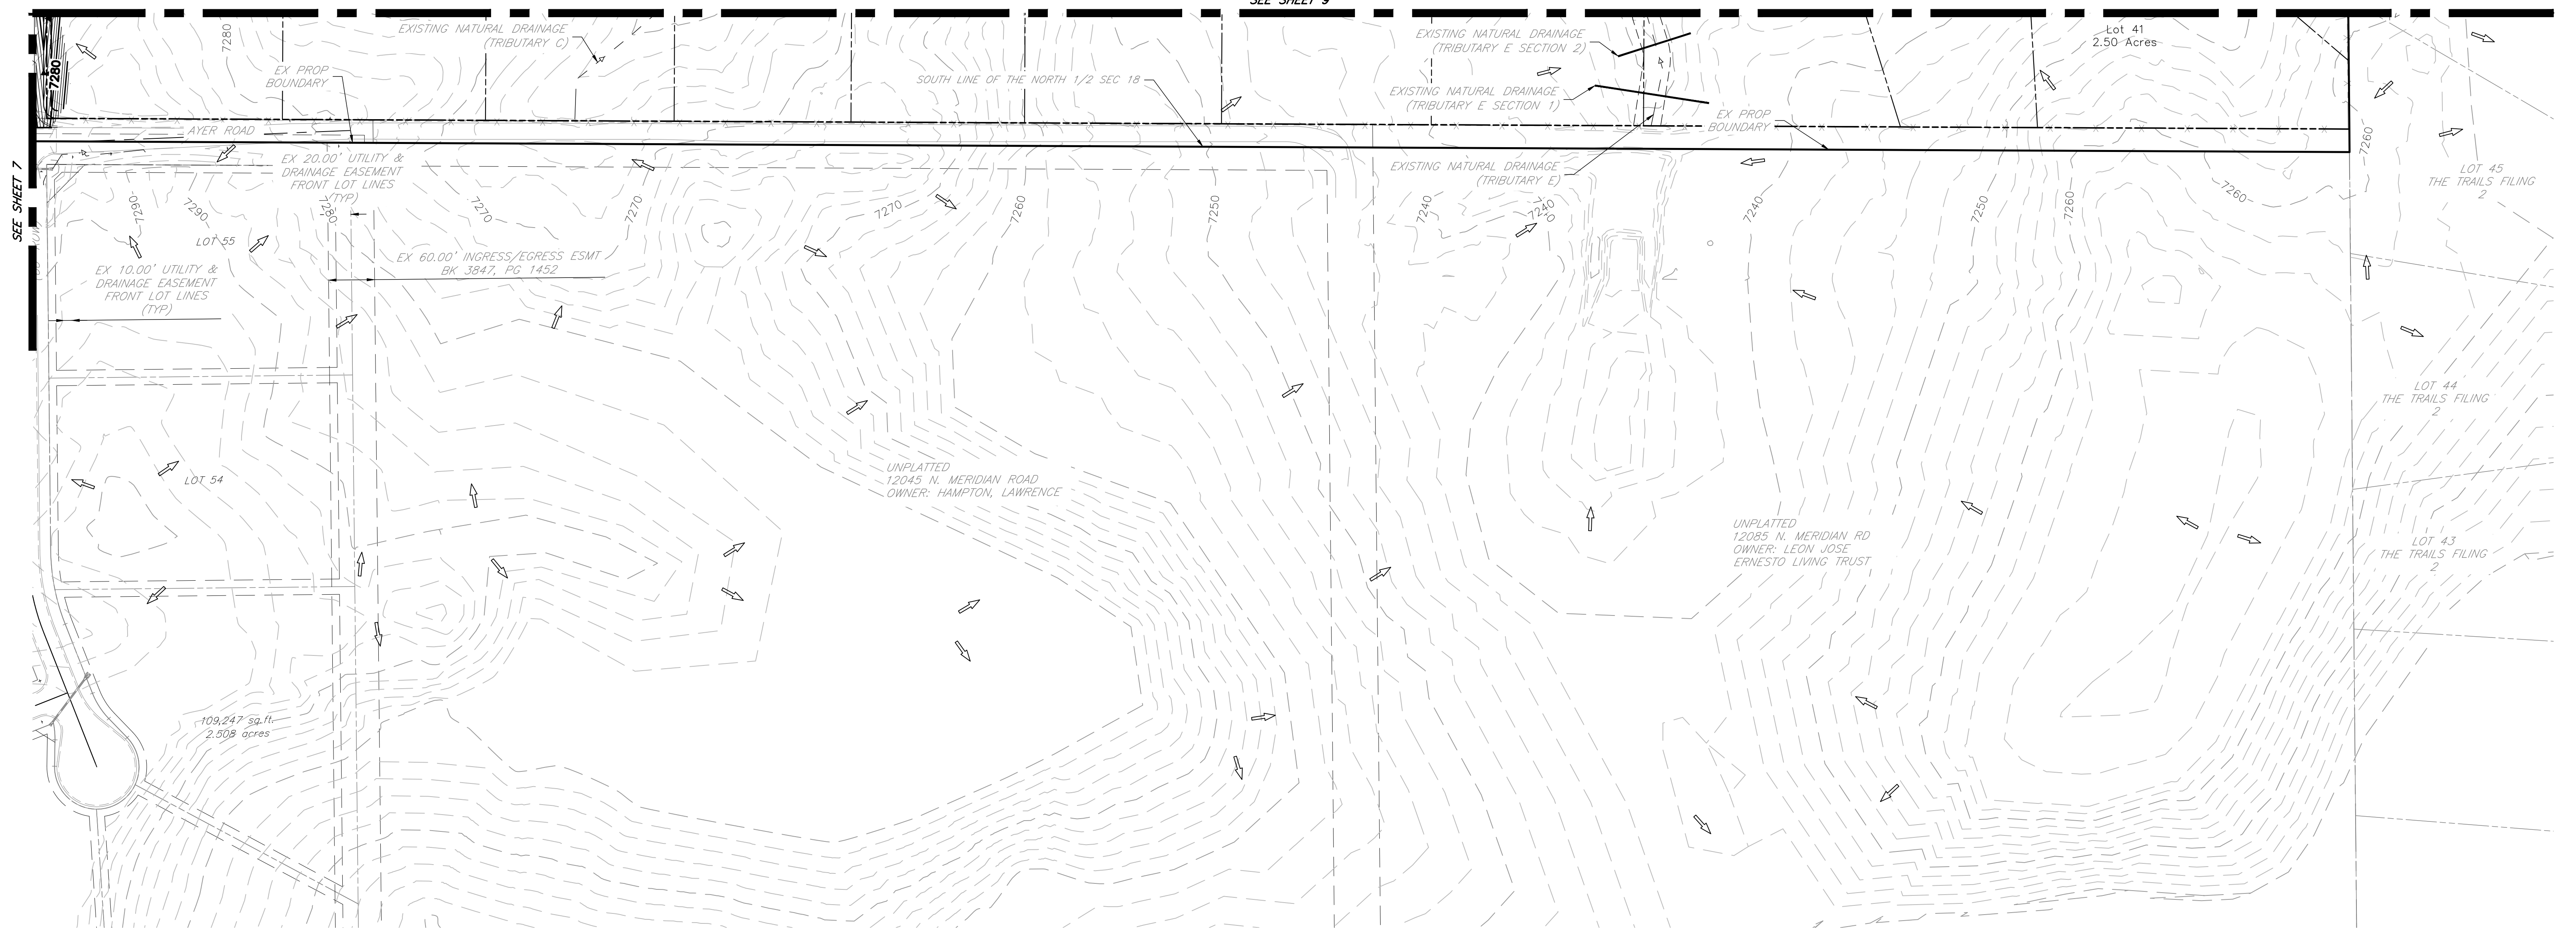 SEE SHEET 9
SEE SHEET 7
7280
7280
EXISTING NATURAL DRAINAGE
(TRIBUTARY C)
EX PROP
BOUNDARY
SOUTH LINE OF THE NORTH 1/2 SEC 18
EXISTING NATURAL DRAINAGE
(TRIBUTARY E SECTION 2)
EXISTING NATURAL DRAINAGE
(TRIBUTARY E SECTION 1)
EX PROP
BOUNDARY
Lot 41
2.50 Acres
AYER ROAD
EX 20.00' UTILITY &
DRAINAGE EASEMENT
FRONT LOT LINES
(TYP)
EXISTING NATURAL DRAINAGE
(TRIBUTARY E)
7260
LOT 45
THE TRAILS FILING
2
7290
7290
7280
7270
7270
7270
7260
7250
7240
7240
7240
7250
7260
7260
LOT 55
EX 60.00' INGRESS/EGRESS ESMT
BK 3847, PG 1452
EX 10.00' UTILITY &
DRAINAGE EASEMENT
FRONT LOT LINES
(TYP)
LOT 44
THE TRAILS FILING
2
LOT 54
UNPLATTED
12045 N. MERIDIAN ROAD
OWNER: HAMPTON, LAWRENCE
UNPLATTED
12085 N. MERIDIAN RD
OWNER: LEON JOSE
ERNESTO LIVING TRUST
LOT 43
THE TRAILS FILING
2
109,247 sq.ft.
2.508 acres